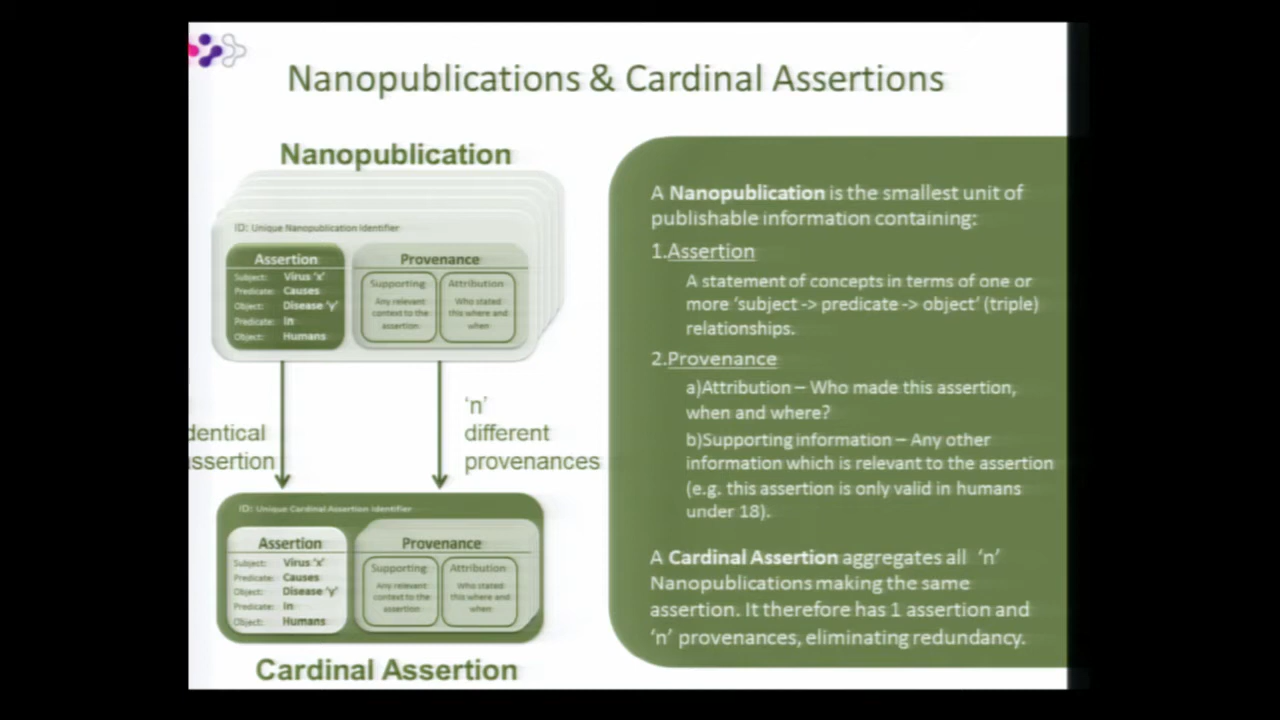 Nanopublications & Cardinal Assertions
Nanopublication
ID: Unique Nanopublication Identifier
Assertion
Subject: Virus 'x'
Predicate: Causes
Object: Disease 'y'
Predicate: In
Object: Humans
Provenance
Supporting
Any relevant
context to the
assertion
Attribution
Who stated
this where and
when
dentical
ssertion
'n'
different
provenances
ID: Unique Cardinal Assertion Identifier
Assertion
Subject: Virus 'x'
Predicate: Causes
Object: Disease 'y'
Predicate: In
Object: Humans
Provenance
Supporting
Any relevant
context to the
assertion
Attribution
Who stated
this where and
when
Cardinal Assertion
A Nanopublication is the smallest unit of
publishable information containing:
1.Assertion
A statement of concepts in terms of one or
more 'subject -> predicate -> object' (triple)
relationships.
2.Provenance
a)Attribution – Who made this assertion,
when and where?
b)Supporting information – Any other
information which is relevant to the assertion
(e.g. this assertion is only valid in humans
under 18).
A Cardinal Assertion aggregates all 'n'
Nanopublications making the same
assertion. It therefore has 1 assertion and
'n' provenances, eliminating redundancy.